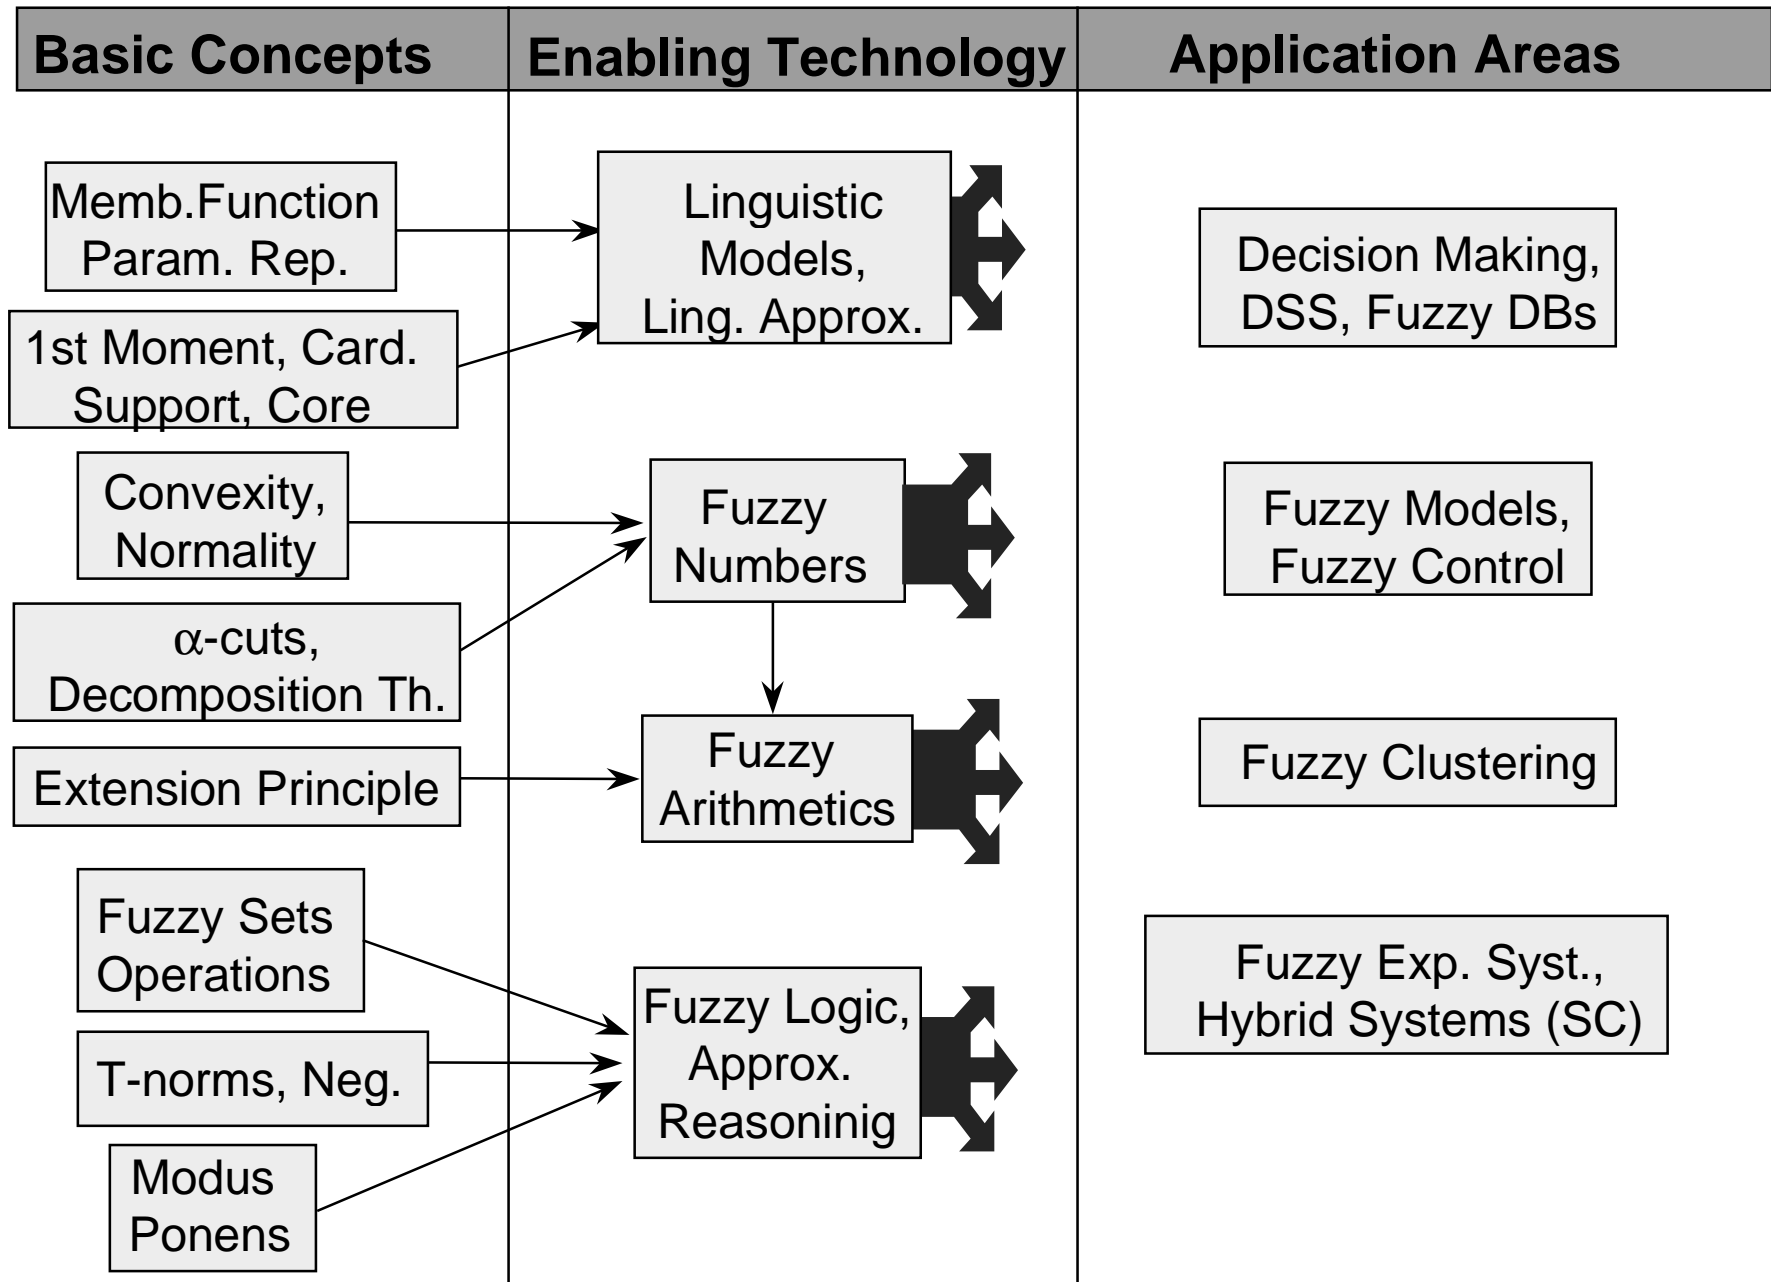 Basic Concepts
Enabling Technology
Application Areas
Memb.Function
Param. Rep.
1st Moment, Card.
Support, Core
Convexity,
Normality
α-cuts,
Decomposition Th.
Extension Principle
Fuzzy Sets
Operations
T-norms, Neg.
Modus
Ponens
Linguistic
Models,
Ling. Approx.
Fuzzy
Numbers
Fuzzy
Arithmetics
Fuzzy Logic,
Approx.
Reasoninig
Decision Making,
DSS, Fuzzy DBs
Fuzzy Models,
Fuzzy Control
Fuzzy Clustering
Fuzzy Exp. Syst.,
Hybrid Systems (SC)